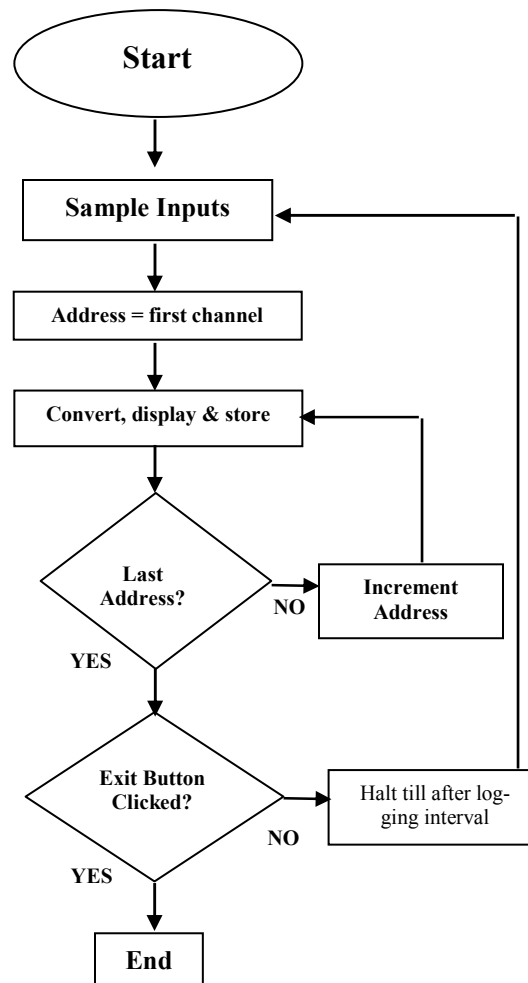 Start
Sample Inputs
Address = first channel
Convert, display & store
Last
Address?
NO
Increment
Address
YES
Exit Button
Clicked?
NO
Halt till after log-
ging interval
YES
End